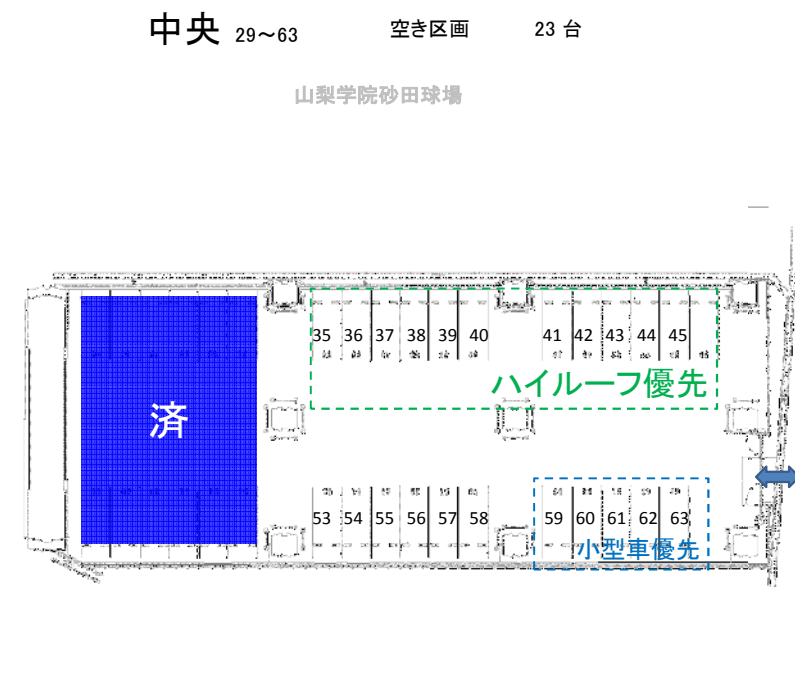 中央 29～63 空き区画 23 台
山梨学院砂田球場
35 36 37 38 39 40 41 42 43 44 45
ハイルーフ優先
済
53 54 55 56 57 58 59 60 61 62 63
小型車優先